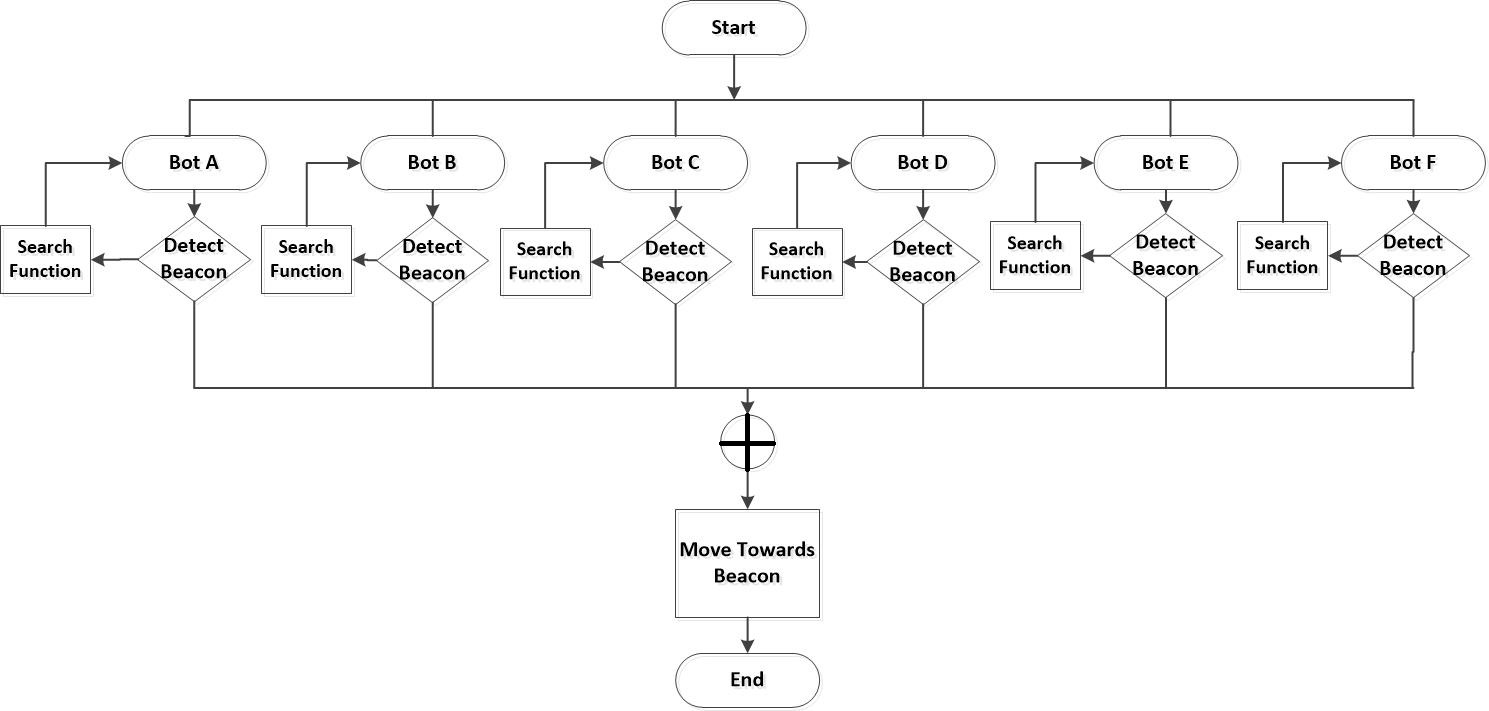 Start
Bot A
Bot B
Bot C
Bot D
Bot E
Bot F
Search
Function
Detect
Beacon
Search
Function
Detect
Beacon
Search
Function
Detect
Beacon
Search
Function
Detect
Beacon
Search
Function
Detect
Beacon
Search
Function
Detect
Beacon
Move Towards
Beacon
End